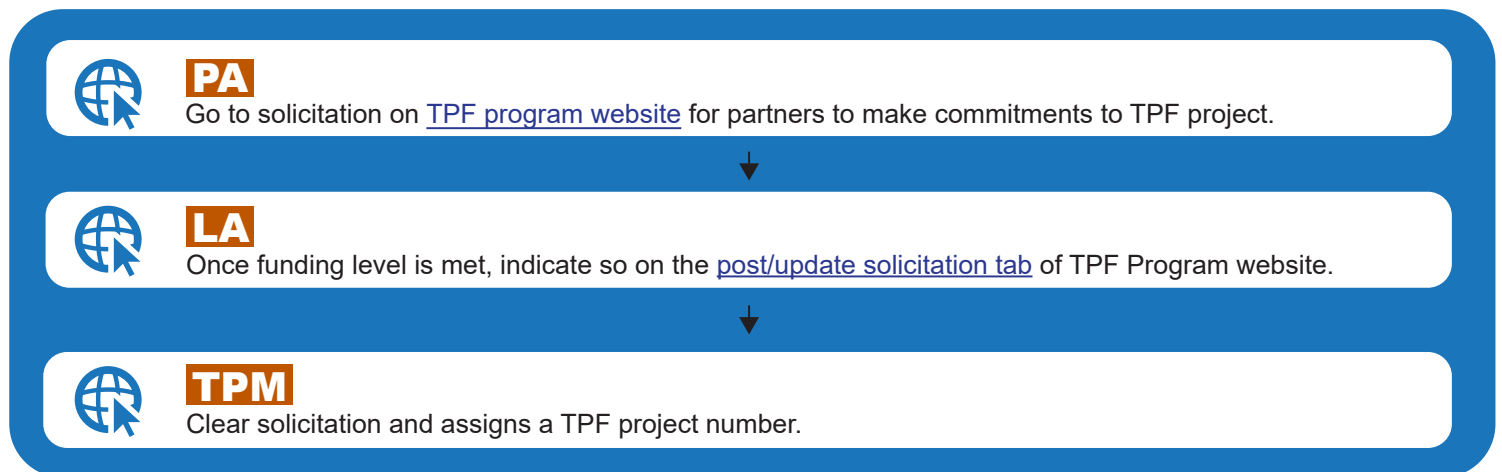 PA
Go to solicitation on TPF program website for partners to make commitments to TPF project.
LA
Once funding level is met, indicate so on the post/update solicitation tab of TPF Program website.
TPM
Clear solicitation and assigns a TPF project number.